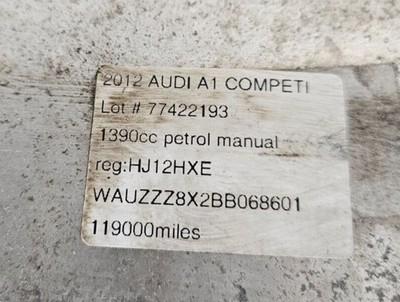 2012 AUDI A1 COMPETI
Lot # 77422193
1390cc petrol manual
reg:HJ12HXE
WAUZZZ8X2BB068601
119000miles